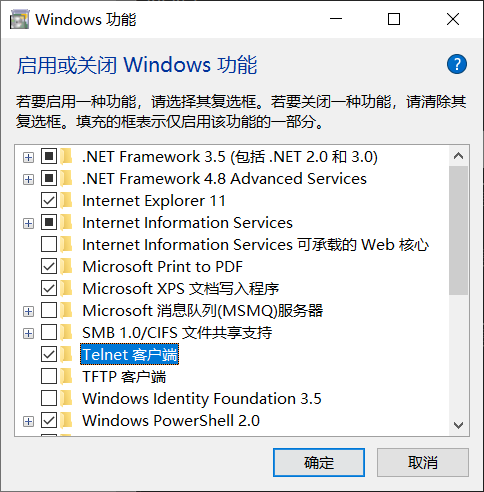 Windows 功能
启用或关闭 Windows 功能
?
若要启用一种功能，请选择其复选框。若要关闭一种功能，请清除其
复选框。填充的框表示仅启用该功能的一部分。
.NET Framework 3.5 (包括 .NET 2.0 和 3.0)
.NET Framework 4.8 Advanced Services
Internet Explorer 11
Internet Information Services
Internet Information Services 可承载的 Web 核心
Microsoft Print to PDF
Microsoft XPS 文档写入程序
Microsoft 消息队列(MSMQ)服务器
SMB 1.0/CIFS 文件共享支持
Telnet 客户端
TFTP 客户端
Windows Identity Foundation 3.5
Windows PowerShell 2.0
确定
取消